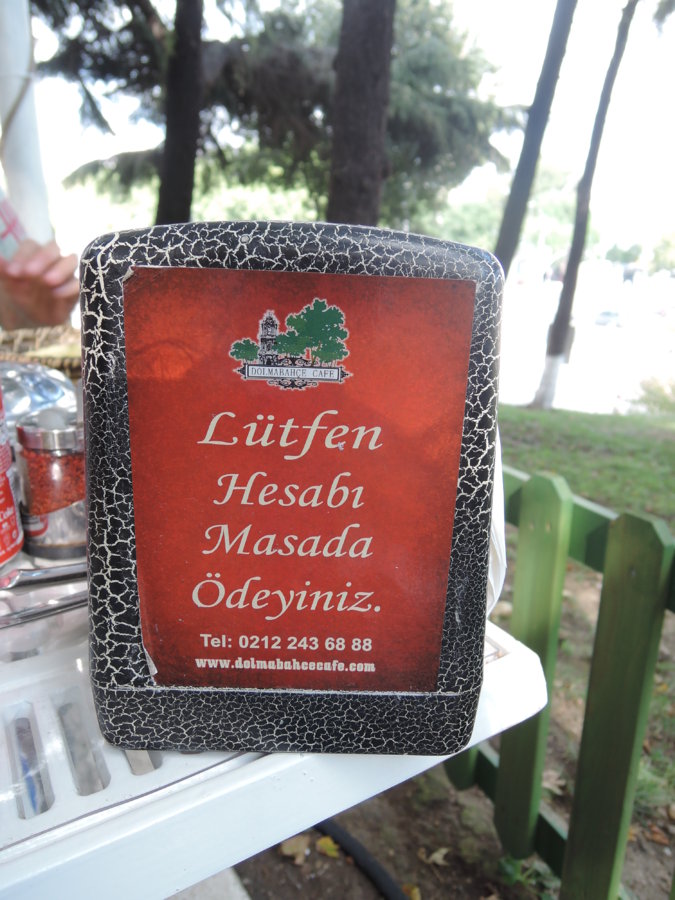 DOLMABAHÇE CAFE
Lütfen
Hesabı
Masada
Ödeyiniz.
Tel: 0212 243 68 88
www.dolmabahcecafe.com